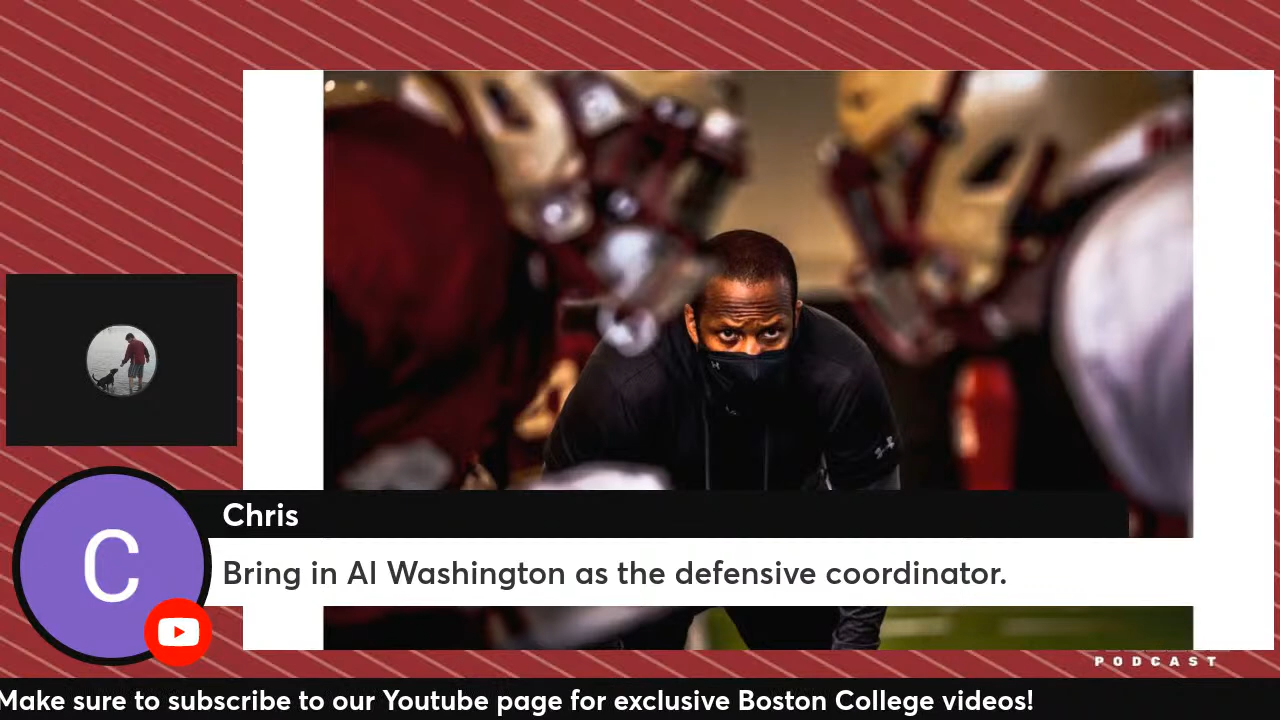 C
Chris
Bring in Al Washington as the defensive coordinator.
PODCAST
Make sure to subscribe to our Youtube page for exclusive Boston College videos!